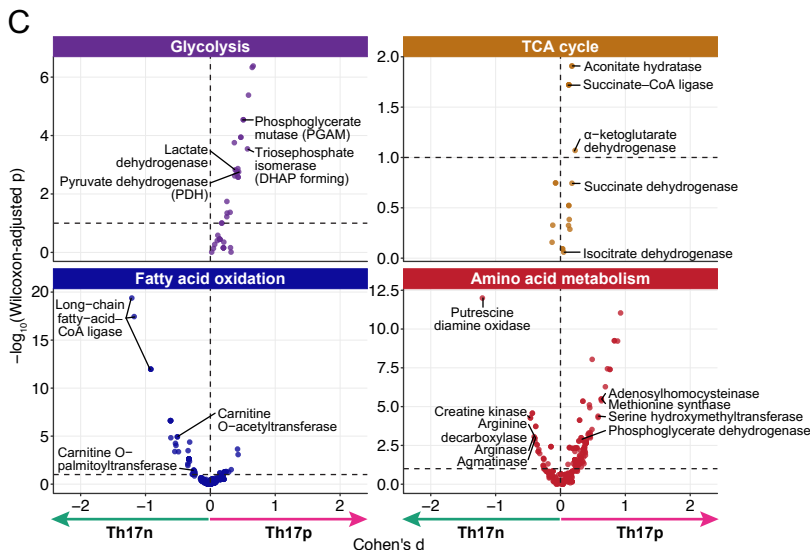 C
Glycolysis
TCA cycle
−log10(Wilcoxon-adjusted p)
6
4
2
0
Phosphoglycerate
mutase (PGAM)
Lactate
dehydrogenase
Triosephosphate
isomerase
(DHAP forming)
Pyruvate dehydrogenase
(PDH)
2.0
1.5
1.0
0.5
0.0
Aconitate hydratase
Succinate–CoA ligase
α−ketoglutarate
dehydrogenase
Succinate dehydrogenase
Isocitrate dehydrogenase
Fatty acid oxidation
Amino acid metabolism
20
15
10
5
0
Long-chain
fatty-acid–
CoA ligase
Carnitine
O-acetyltransferase
Carnitine O-
palmitoyltransferase
12.5
10.0
7.5
5.0
2.5
0.0
Putrescine
diamine oxidase
Adenosylhomocysteinase
Methionine synthase
Serine hydroxymethyltransferase
Phosphoglycerate dehydrogenase
Creatine kinase
Arginine
decarboxylase
Arginase
Agmatinase
−2 −1 0 1 2
−2 −1 0 1 2
Th17n Th17p
Th17n Th17p
Cohen's d